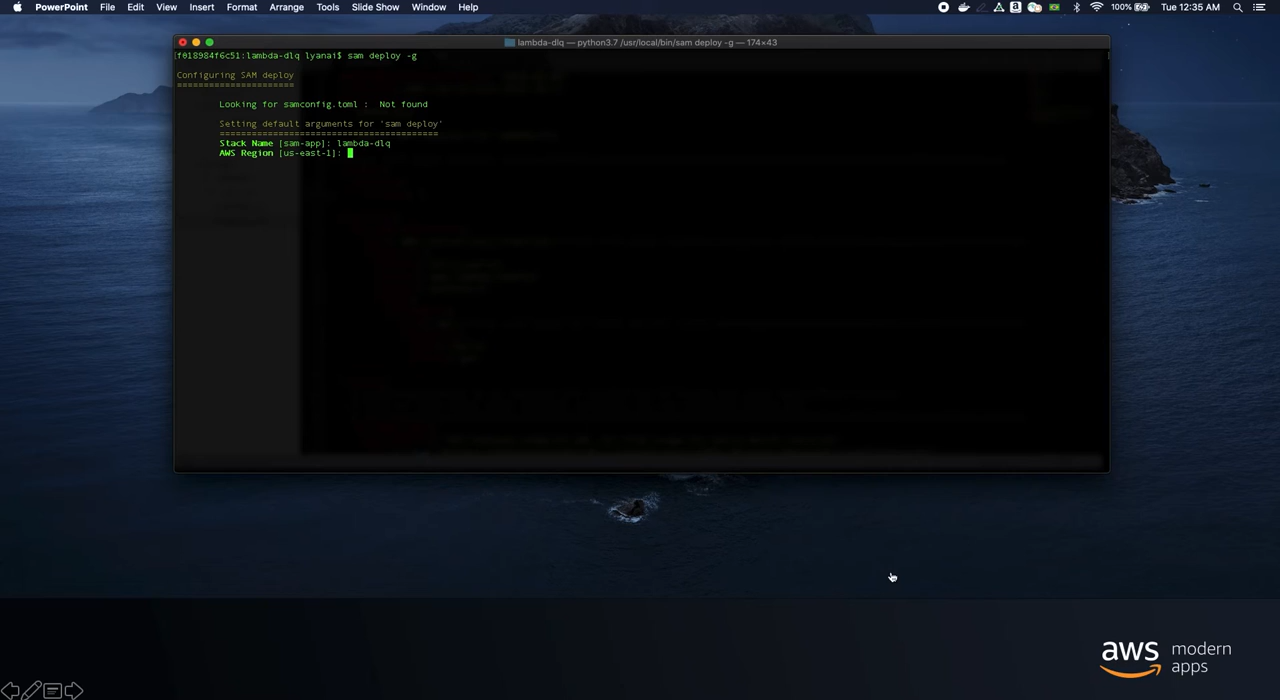 PowerPoint File Edit View Insert Format Arrange Tools Slide Show Window Help 100% Tue 12:35 AM
lambda-dlq — python3.7 /usr/local/bin/sam deploy -g — 174×43
f018984f6c51:lambda-dlq lyanai$ sam deploy -g
Configuring SAM deploy
======================
Looking for samconfig.toml : Not found
Setting default arguments for 'sam deploy'
=========================================
Stack Name [sam-app]: lambda-dlq
AWS Region [us-east-1]:
aws modern
apps